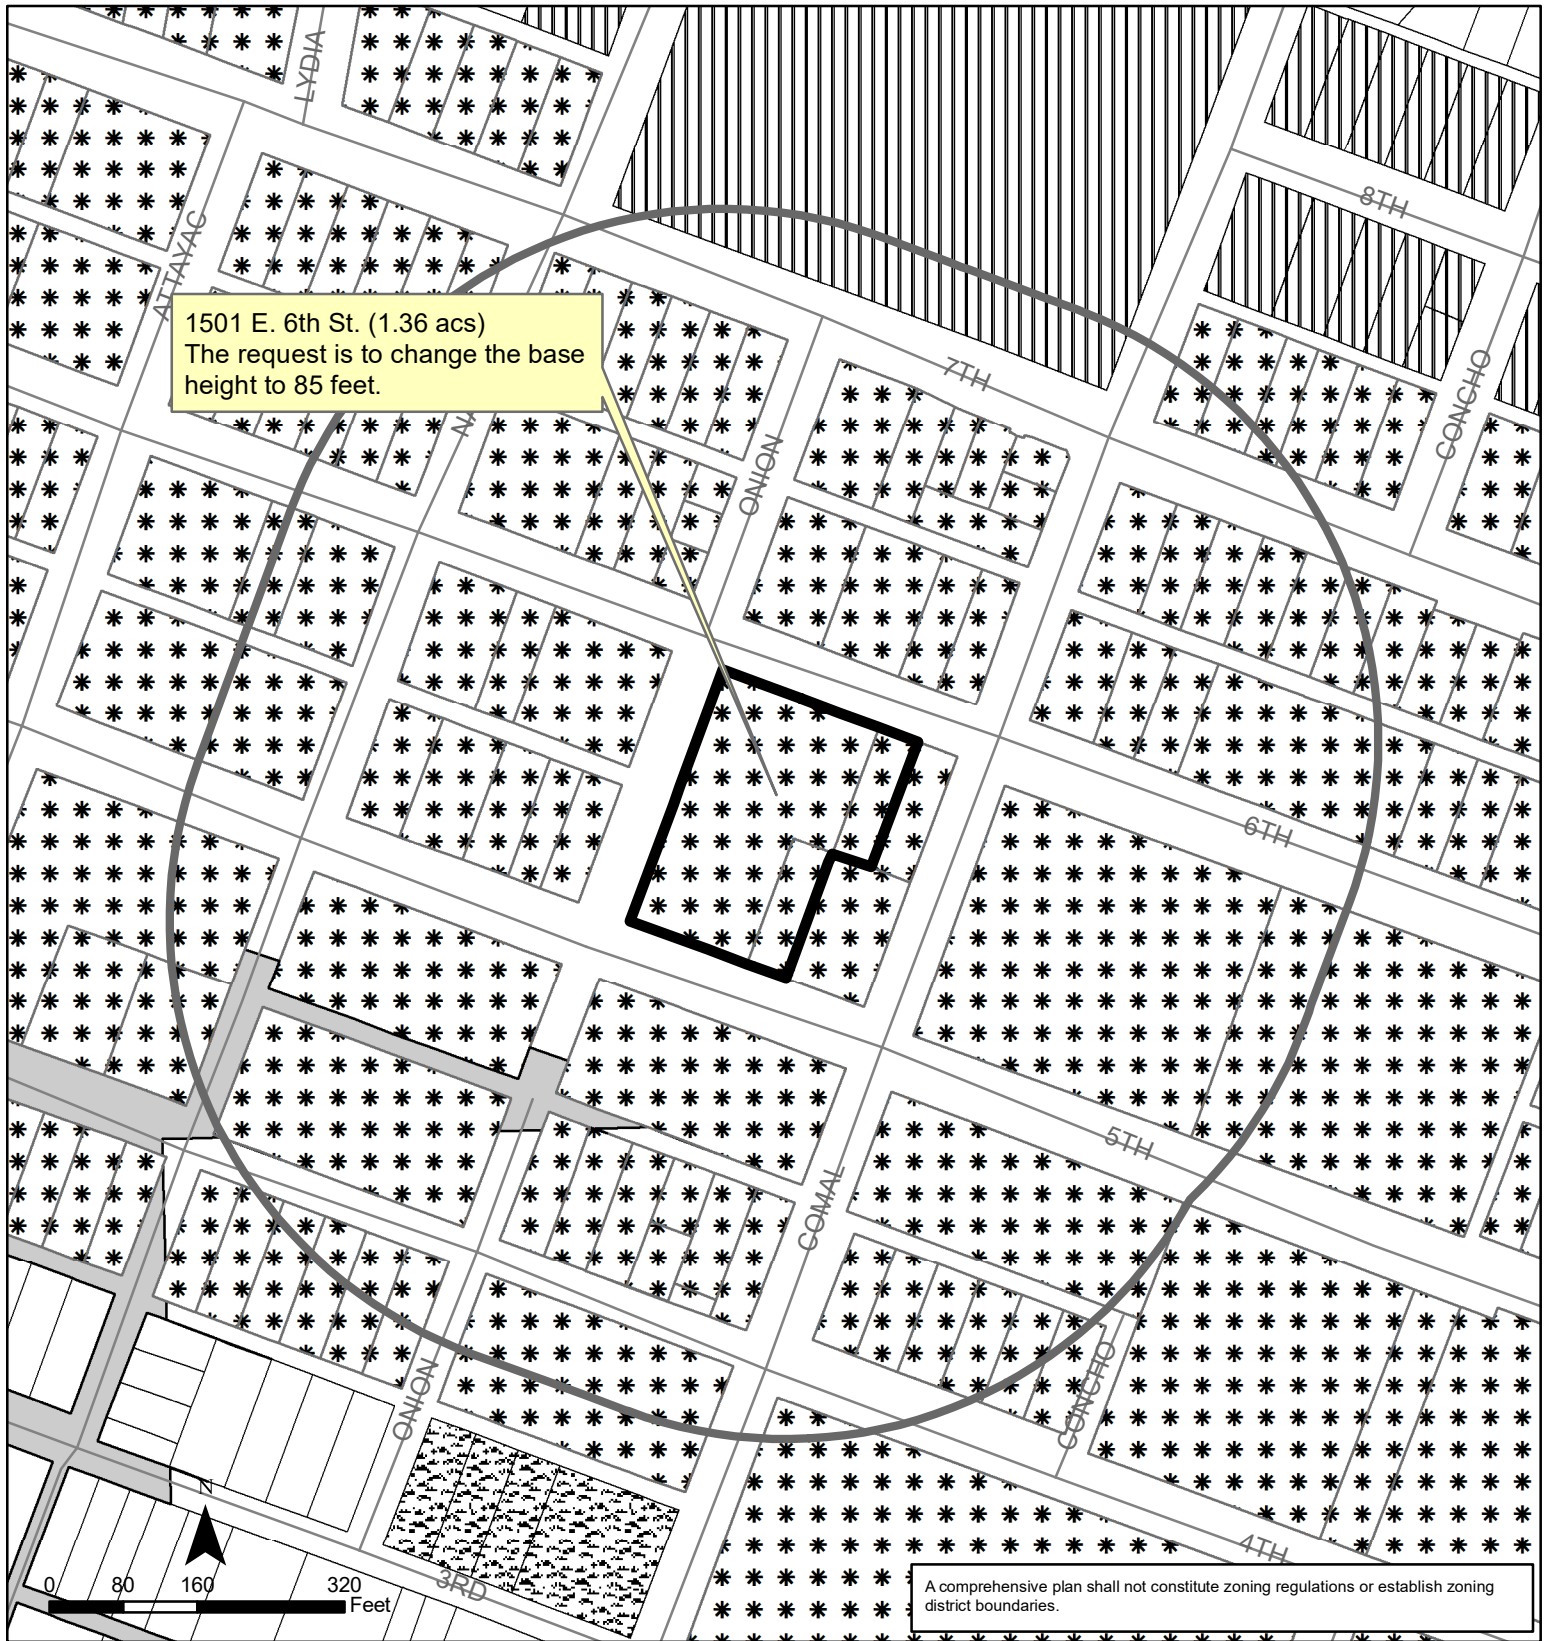 LYDIA
8TH
ATTAYAC
1501 E. 6th St. (1.36 acs)
The request is to change the base
height to 85 feet.
7TH
CONCHO
ONION
6TH
5TH
COMAL
ONION
CONCHO
N
4TH
0 80 160 320
Feet
3RD
A comprehensive plan shall not constitute zoning regulations or establish zoning
district boundaries.